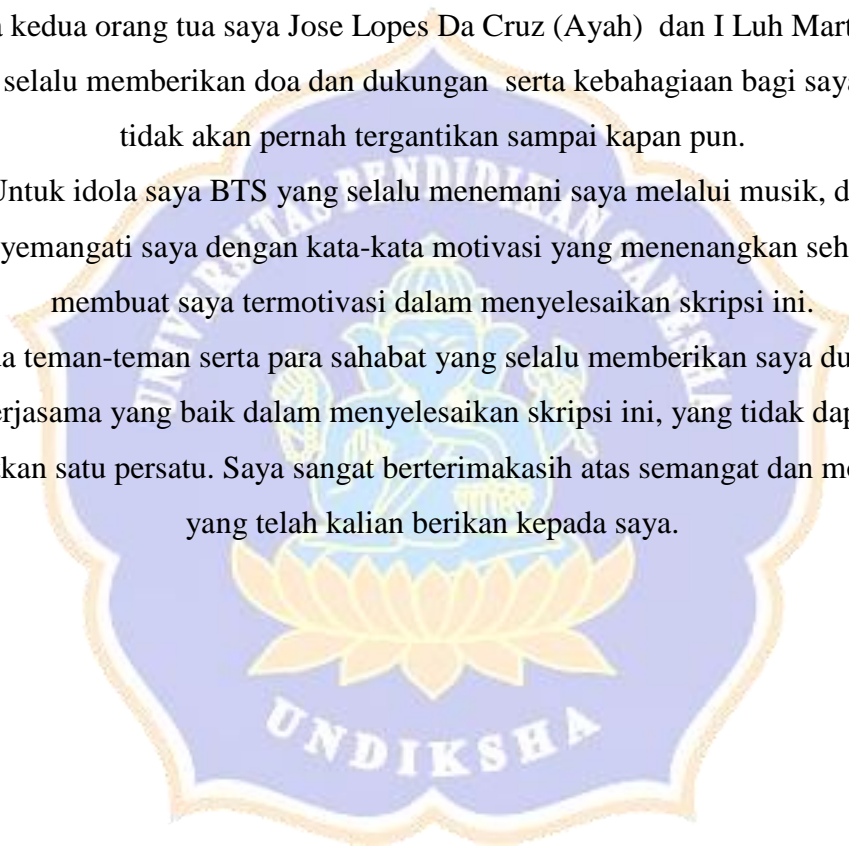 kedua orang tua saya Jose Lopes Da Cruz (Ayah) dan I Luh Mart
selalu memberikan doa dan dukungan serta kebahagiaan bagi saya
tidak akan pernah tergantikan sampai kapan pun.
Untuk idola saya BTS yang selalu menemani saya melalui musik, d
yemangati saya dengan kata-kata motivasi yang menenangkan seh
membuat saya termotivasi dalam menyelesaikan skripsi ini.
a teman-teman serta para sahabat yang selalu memberikan saya du
erjasama yang baik dalam menyelesaikan skripsi ini, yang tidak dap
kan satu persatu. Saya sangat berterimakasih atas semangat dan mo
yang telah kalian berikan kepada saya.
UNIVERSITAS PENDIDIKAN GANESHA
UNDIKSHA